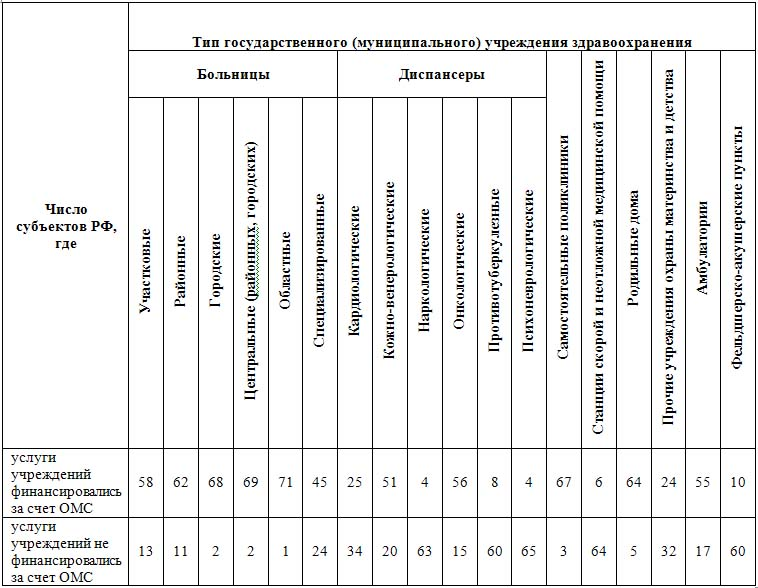 Тип государственного (муниципального) учреждения здравоохранения
Больницы
Диспансеры
Число
субъектов РФ,
где
Участковые
Районные
Городские
Центральные (районных, городских)
Областные
Специализированные
Кардиологические
Кожно-венерологические
Наркологические
Онкологические
Противотуберкулезные
Психоневрологические
Самостоятельные поликлиники
Станции скорой и неотложной медицинской помощи
Родильные дома
Прочие учреждения охраны материнства и детства
Амбулатории
Фельдшерско-акушерские пункты
услуги
учреждений
финансировались
за счет ОМС
58 62 68 69 71 45 25 51 4 56 8 4 67 6 64 24 55 10
услуги
учреждений не
финансировались
за счет ОМС
13 11 2 2 1 24 34 20 63 15 60 65 3 64 5 32 17 60